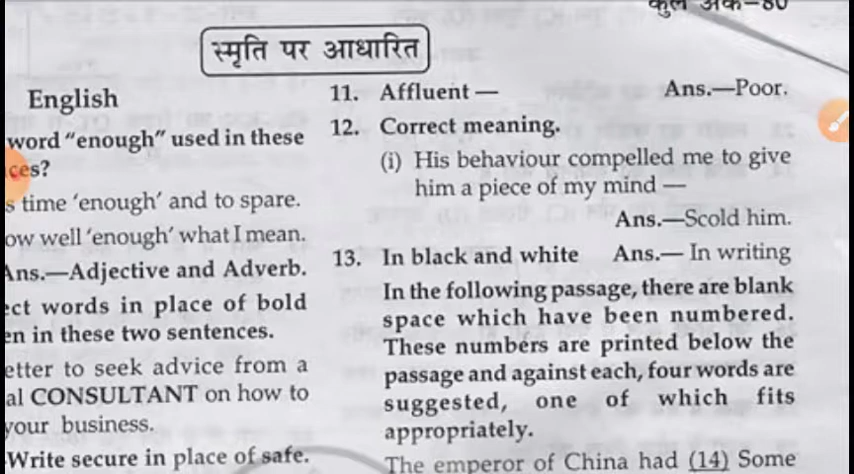 कुल अंक—80
स्मृति पर आधारित
English
word “enough” used in these
ces?
s time ‘enough’ and to spare.
ow well ‘enough’ what I mean.
Ans.—Adjective and Adverb.
ect words in place of bold
en in these two sentences.
etter to seek advice from a
al CONSULTANT on how to
your business.
Write secure in place of safe.
11. Affluent — Ans.—Poor.
12. Correct meaning.
(i) His behaviour compelled me to give
him a piece of my mind —
Ans.—Scold him.
13. In black and white Ans.— In writing
In the following passage, there are blank
space which have been numbered.
These numbers are printed below the
passage and against each, four words are
suggested, one of which fits
appropriately.
The emperor of China had (14) Some